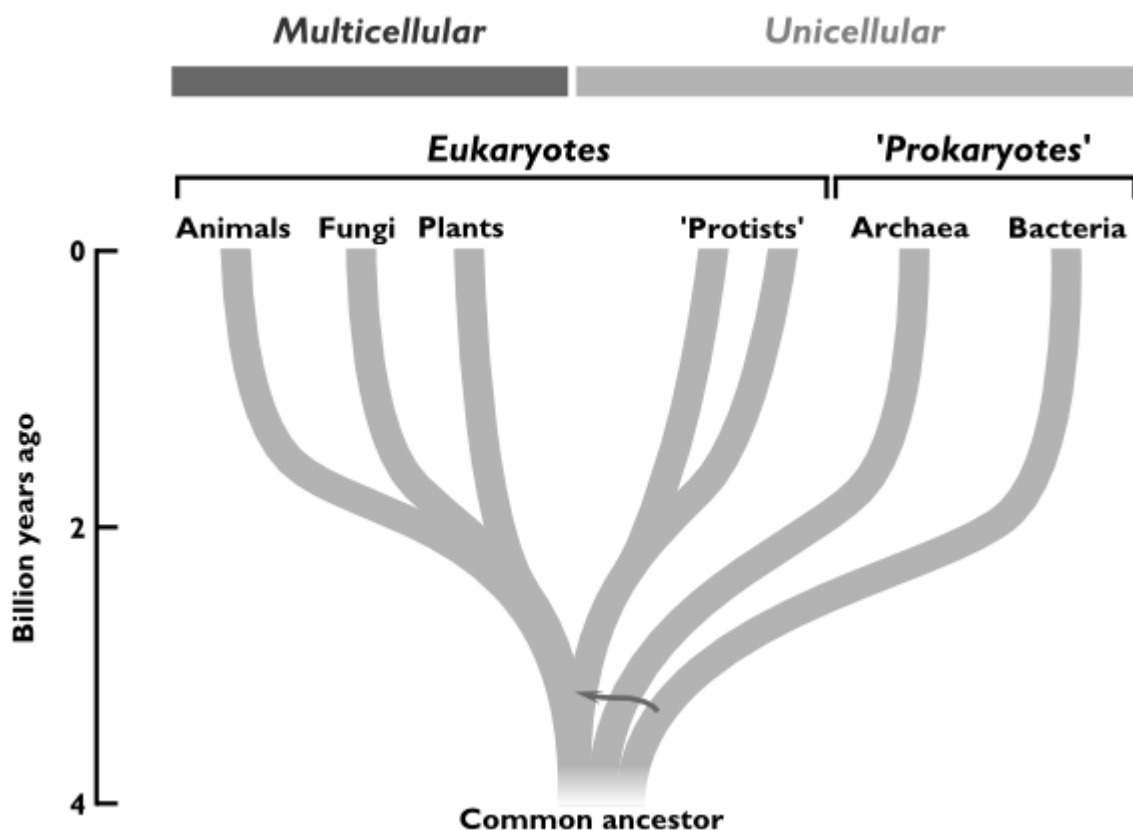 Multicellular Unicellular
Eukaryotes 'Prokaryotes'
Animals Fungi Plants 'Protists' Archaea Bacteria
0
2
4
Billion years ago
Common ancestor